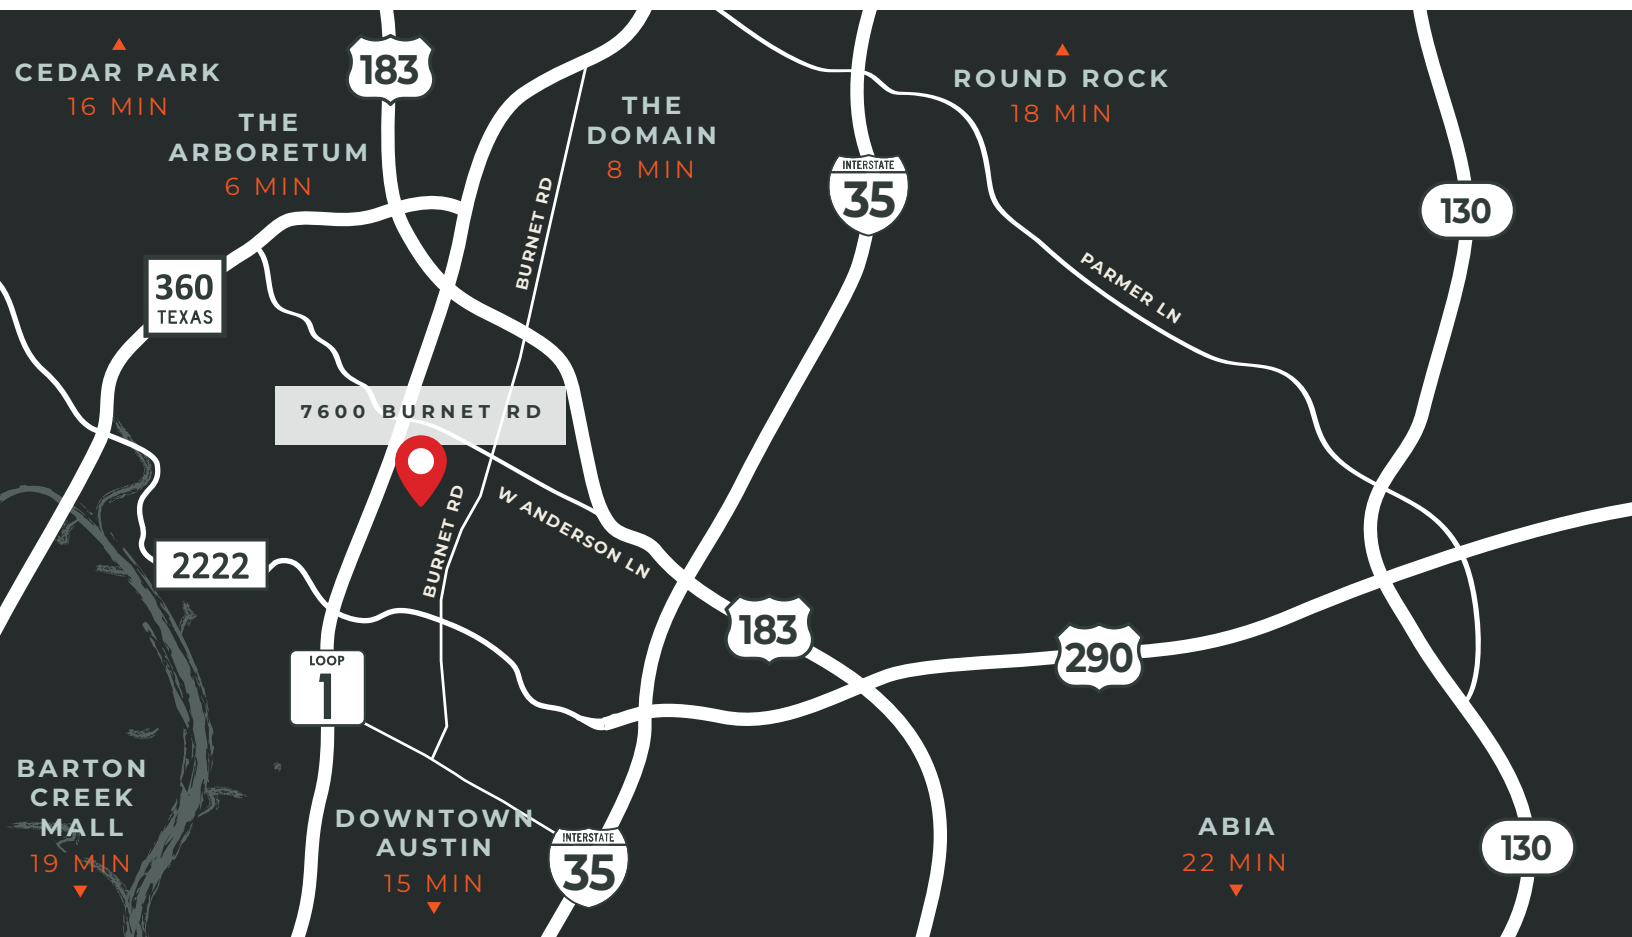 CEDAR PARK
16 MIN
183
THE
ARBORETUM
6 MIN
THE
DOMAIN
8 MIN
ROUND ROCK
18 MIN
INTERSTATE
35
130
BURNET RD
PARMER LN
360
TEXAS
7600 BURNET RD
BURNET RD
W ANDERSON LN
2222
183
290
LOOP
1
BARTON
CREEK
MALL
19 MIN
DOWNTOWN
AUSTIN
15 MIN
INTERSTATE
35
ABIA
22 MIN
130